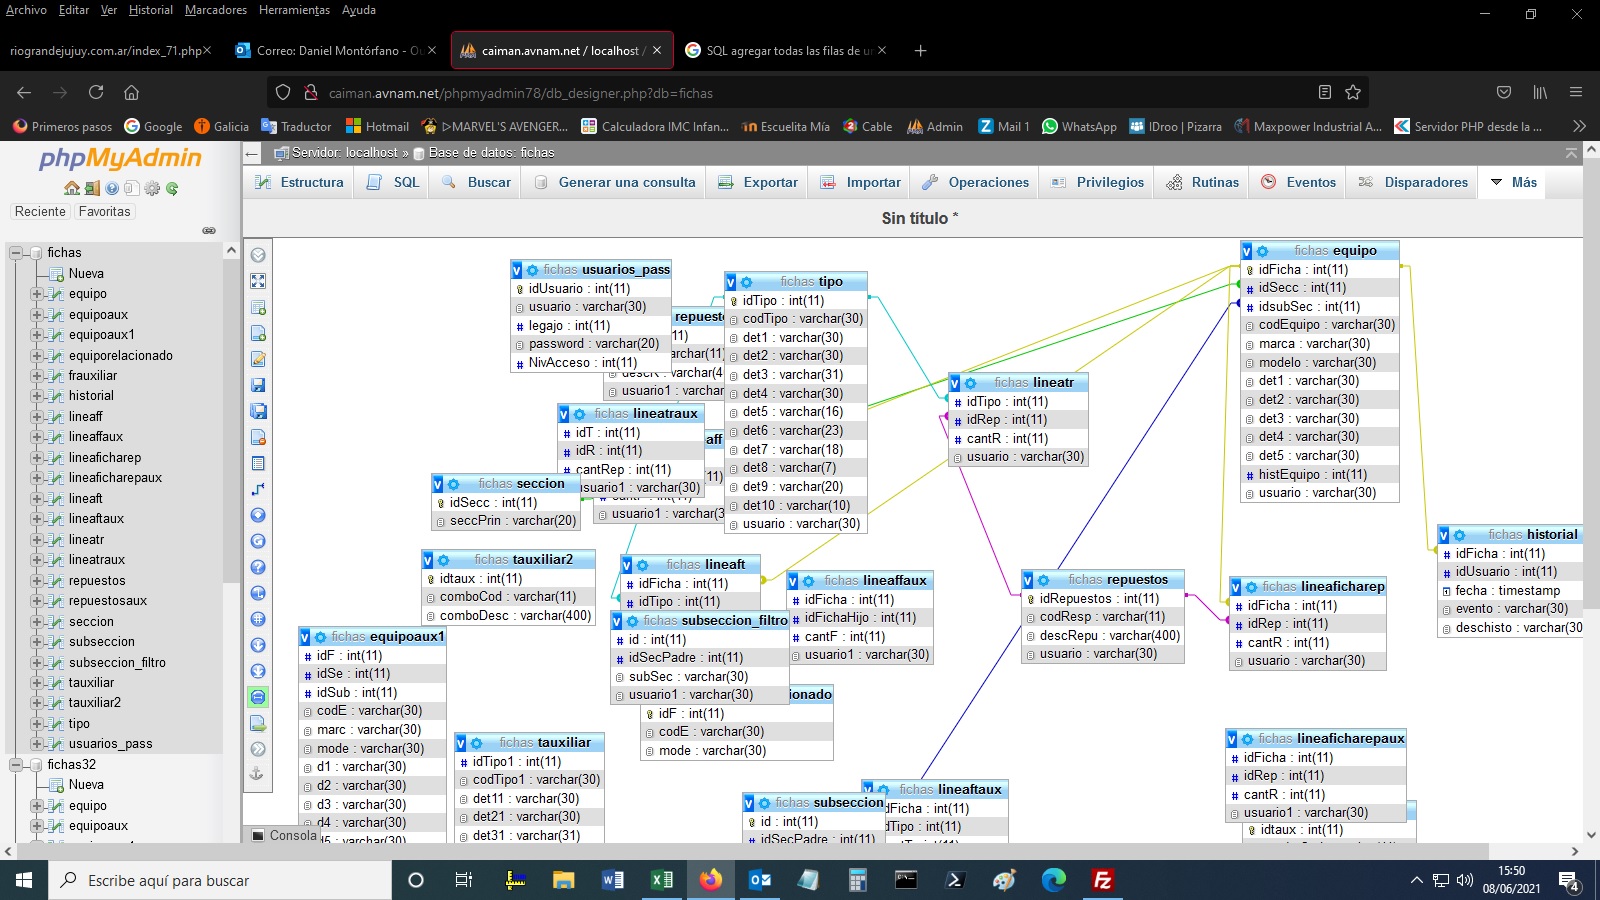 Archivo Editar Ver Historial Marcadores Herramientas Ayuda
riograndejujuy.com.ar/index_71.php
Correo: Daniel Montórfano - Ou
caiman.avnam.net / localhost /
SQL agregar todas las filas de un
caiman.avnam.net/phpmyadmin78/db_designer.php?db=fichas
Primeros pasos Google Galicia Traductor Hotmail ▷MARVEL'S AVENGER... Calculadora IMC Infan... Escuelita Mía Cable Admin Mail 1 WhatsApp IDroo | Pizarra Maxpower Industrial A... Servidor PHP desde la ...
phpMyAdmin
Servidor: localhost » Base de datos: fichas
Estructura SQL Buscar Generar una consulta Exportar Importar Operaciones Privilegios Rutinas Eventos Disparadores Más
Reciente Favoritas
Sin título *
fichas
Nueva
equipo
equipoaux
equipoaux1
equiporelacionado
frauxiliar
historial
lineaff
lineaffaux
lineaficharep
lineaficharepaux
lineaft
lineaftaux
lineatr
lineatraux
repuestos
repuestosaux
seccion
subseccion
subseccion_filtro
tauxiliar
tauxiliar2
tipo
usuarios_pass
fichas32
Nueva
equipo
equipoaux
fichas usuarios_pass
idUsuario : int(11)
usuario : varchar(30)
legajo : int(11)
password : varchar(20)
NivAcceso : int(11)
usuario1 : varchar
fichas tipo
idTipo : int(11)
codTipo : varchar(30)
det1 : varchar(30)
det2 : varchar(30)
det3 : varchar(31)
det4 : varchar(30)
det5 : varchar(16)
det6 : varchar(23)
det7 : varchar(18)
det8 : varchar(7)
det9 : varchar(20)
det10 : varchar(10)
usuario : varchar(30)
fichas equipo
idFicha : int(11)
idSecc : int(11)
idsubSec : int(11)
codEquipo : varchar(30)
marca : varchar(30)
modelo : varchar(30)
det1 : varchar(30)
det2 : varchar(30)
det3 : varchar(30)
det4 : varchar(30)
det5 : varchar(30)
histEquipo : int(11)
usuario : varchar(30)
fichas lineatr
idTipo : int(11)
idRep : int(11)
cantR : int(11)
usuario : varchar(30)
fichas lineatraux
idT : int(11)
idR : int(11)
cantRep : int(11)
usuario1 : varchar(30)
aff
usuario1 : varchar(3
fichas seccion
idSecc : int(11)
seccPrin : varchar(20)
fichas tauxiliar2
idtaux : int(11)
comboCod : varchar(11)
comboDesc : varchar(400)
fichas lineaft
idFicha : int(11)
idTipo : int(11)
fichas lineaffaux
idFicha : int(11)
idFichaHijo : int(11)
cantF : int(11)
usuario1 : varchar(30)
fichas subseccion_filtro
id : int(11)
idSecPadre : int(11)
subSec : varchar(30)
usuario1 : varchar(30)
ionado
idF : int(11)
codE : varchar(30)
mode : varchar(30)
fichas repuestos
idRepuestos : int(11)
codResp : varchar(11)
descRepu : varchar(400)
usuario : varchar(30)
fichas lineaficharep
idFicha : int(11)
idRep : int(11)
cantR : int(11)
usuario : varchar(30)
fichas historial
idFicha : int(11)
idUsuario : int(11)
fecha : timestamp
evento : varchar(30)
deschisto : varchar(30
fichas equipoaux1
idF : int(11)
idSe : int(11)
idSub : int(11)
codE : varchar(30)
marc : varchar(30)
mode : varchar(30)
d1 : varchar(30)
d2 : varchar(30)
d3 : varchar(30)
d4 : varchar(30)
d5 : varchar(30)
fichas tauxiliar
idTipo1 : int(11)
codTipo1 : varchar(30)
det11 : varchar(30)
det21 : varchar(30)
det31 : varchar(31)
fichas subseccion
id : int(11)
idSecPadre : int(11)
fichas lineaftaux
dFicha : int(11)
dTipo : int(11)
fichas lineaficharepaux
idFicha : int(11)
idRep : int(11)
cantR : int(11)
usuario1 : varchar(30)
idtaux : int(11)
Consola
Escribe aquí para buscar
15:50
08/06/2021
4